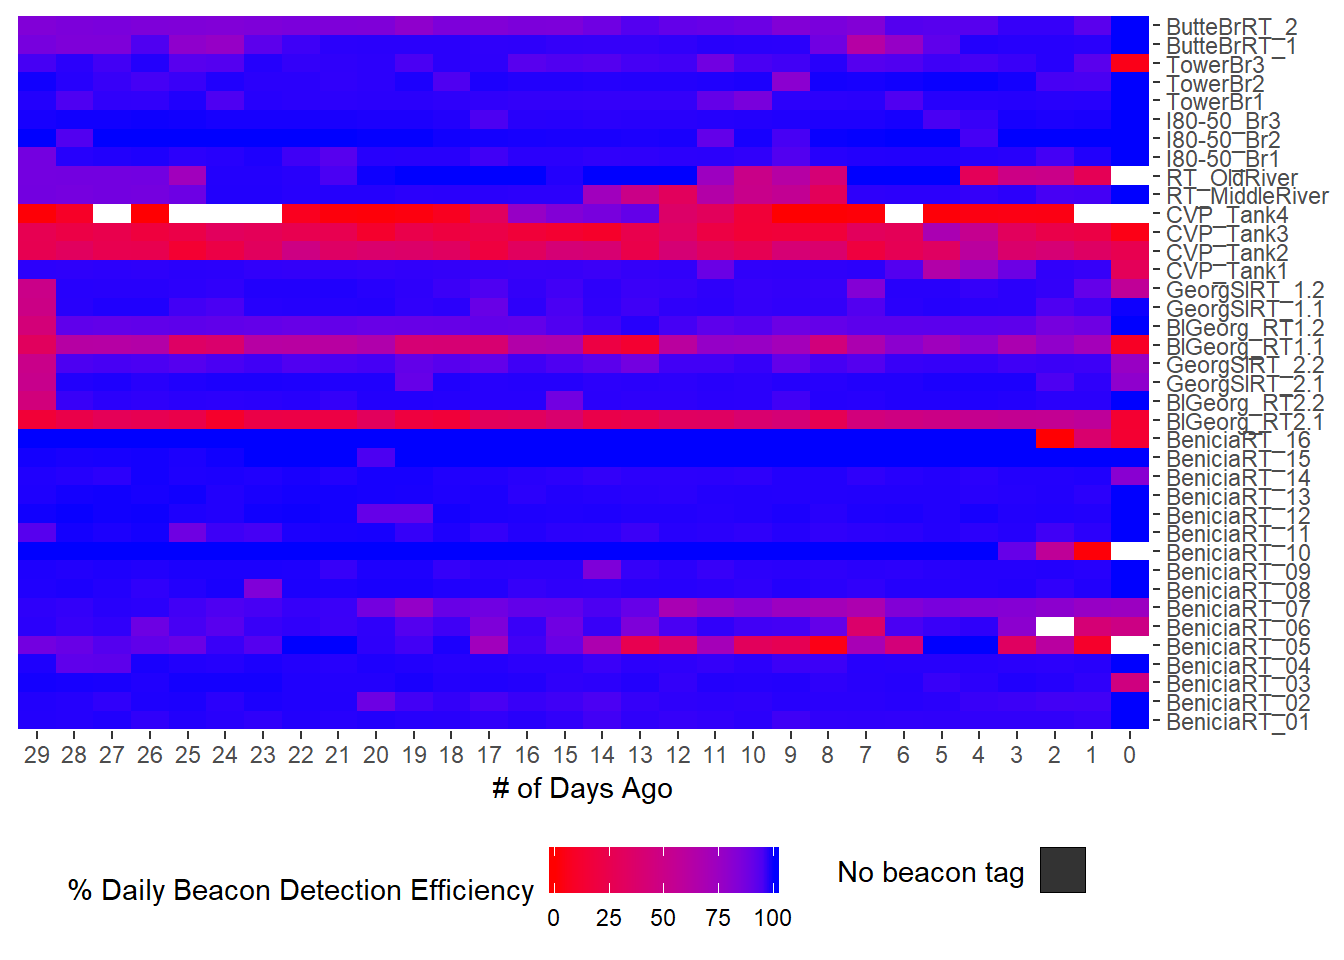 ButteBrRT_2
ButteBrRT_1
TowerBr3
TowerBr2
TowerBr1
I80-50_Br3
I80-50_Br2
I80-50_Br1
RT_OldRiver
RT_MiddleRiver
CVP_Tank4
CVP_Tank3
CVP_Tank2
CVP_Tank1
GeorgSlRT_1.2
GeorgSlRT_1.1
BlGeorg_RT1.2
BlGeorg_RT1.1
GeorgSlRT_2.2
GeorgSlRT_2.1
BlGeorg_RT2.2
BlGeorg_RT2.1
BeniciaRT_16
BeniciaRT_15
BeniciaRT_14
BeniciaRT_13
BeniciaRT_12
BeniciaRT_11
BeniciaRT_10
BeniciaRT_09
BeniciaRT_08
BeniciaRT_07
BeniciaRT_06
BeniciaRT_05
BeniciaRT_04
BeniciaRT_03
BeniciaRT_02
BeniciaRT_01
29 28 27 26 25 24 23 22 21 20 19 18 17 16 15 14 13 12 11 10 9 8 7 6 5 4 3 2 1 0
# of Days Ago
% Daily Beacon Detection Efficiency
0 25 50 75 100
No beacon tag